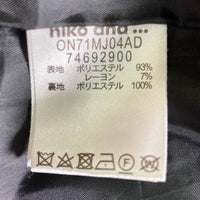 niko and ...
ON71MJ04AD
74692900
表地 ポリエステル 93%
レーヨン 7%
裏地 ポリエステル 100%